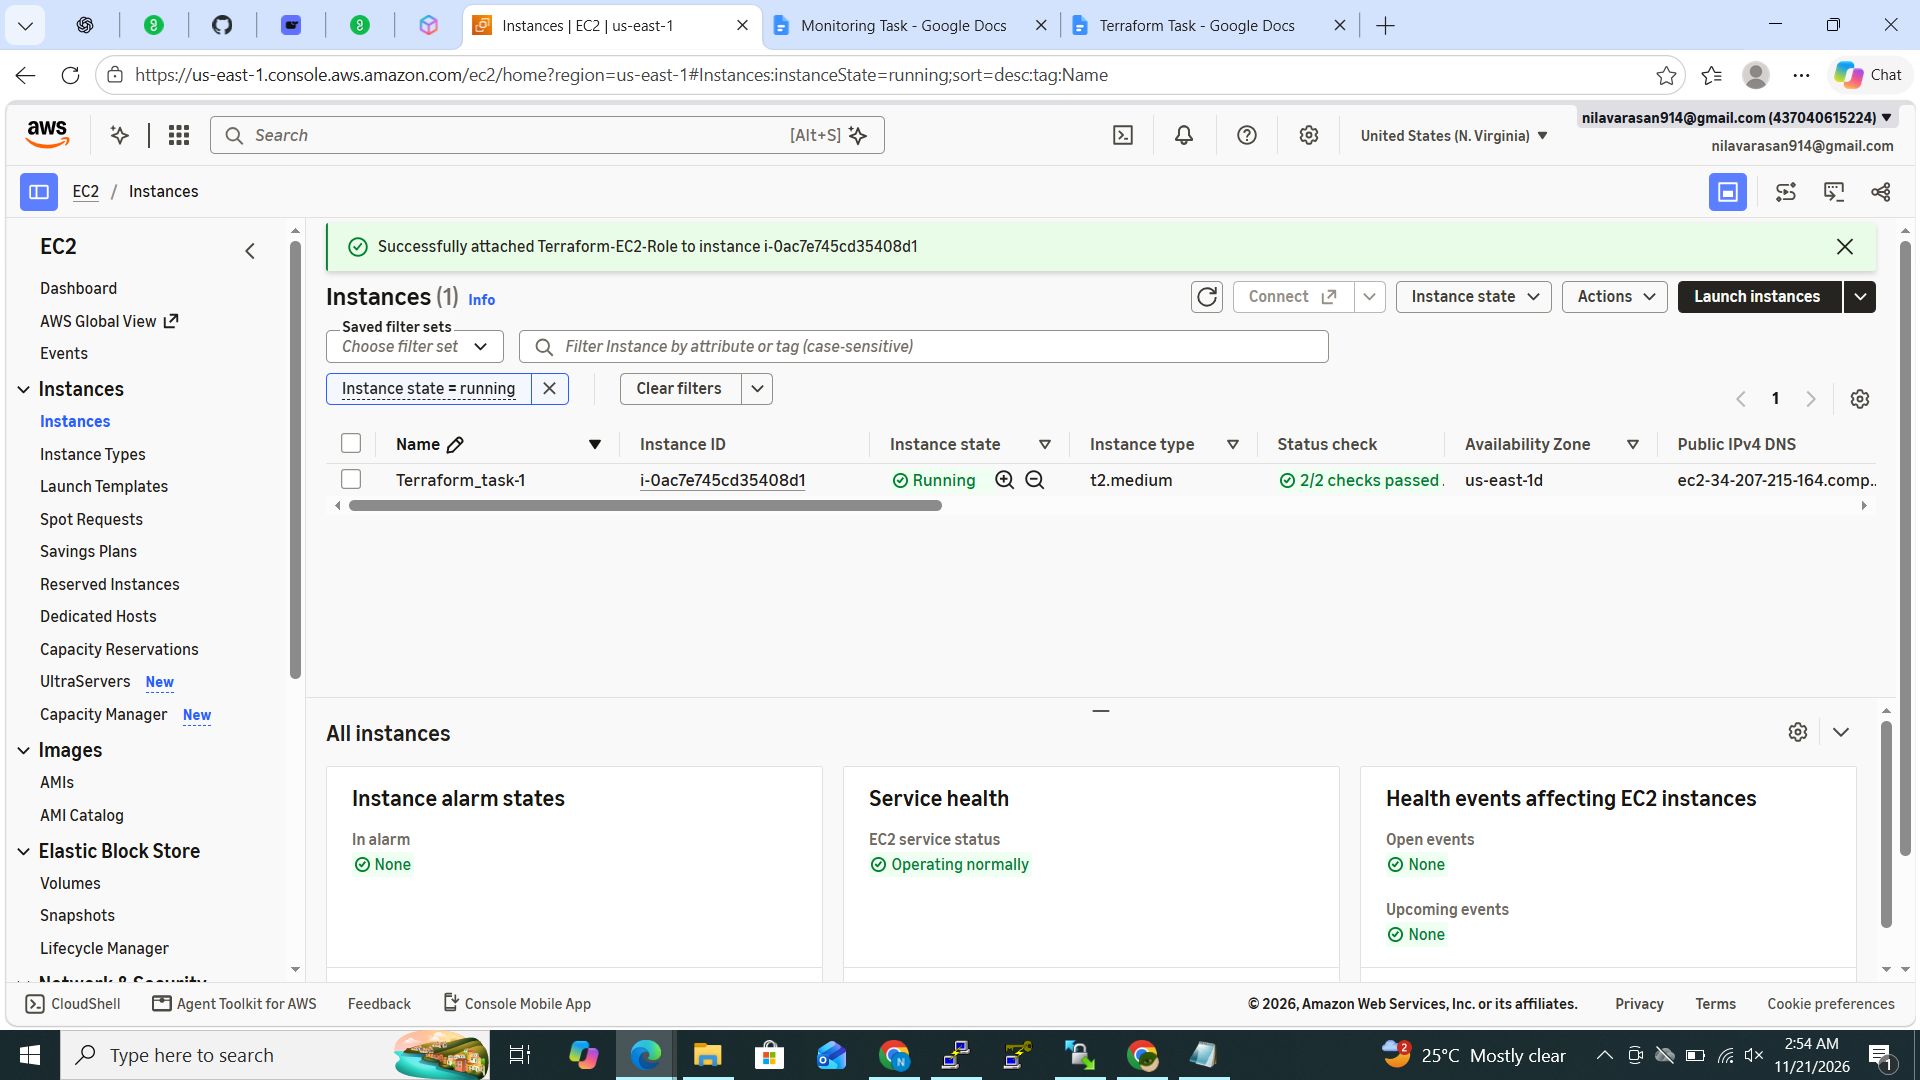 Instances | EC2 | us-east-1
Monitoring Task - Google Docs
Terraform Task - Google Docs
https://us-east-1.console.aws.amazon.com/ec2/home?region=us-east-1#Instances:instanceState=running;sort=desc:tag:Name
Chat
aws
Search
[Alt+S]
United States (N. Virginia)
nilavarasan914@gmail.com (437040615224)
nilavarasan914@gmail.com
EC2 / Instances
EC2
Dashboard
AWS Global View
Events
Instances
Instances
Instance Types
Launch Templates
Spot Requests
Savings Plans
Reserved Instances
Dedicated Hosts
Capacity Reservations
UltraServers New
Capacity Manager New
Images
AMIs
AMI Catalog
Elastic Block Store
Volumes
Snapshots
Lifecycle Manager
Network & Security
Successfully attached Terraform-EC2-Role to instance i-0ac7e745cd35408d1
Instances (1) Info
Connect
Instance state
Actions
Launch instances
Saved filter sets
Choose filter set
Filter Instance by attribute or tag (case-sensitive)
Instance state = running
Clear filters
1
Name Instance ID Instance state Instance type Status check Availability Zone Public IPv4 DNS
Terraform_task-1 i-0ac7e745cd35408d1 Running t2.medium 2/2 checks passed us-east-1d ec2-34-207-215-164.comp...
All instances
Instance alarm states
In alarm
None
Service health
EC2 service status
Operating normally
Health events affecting EC2 instances
Open events
None
Upcoming events
None
CloudShell
Agent Toolkit for AWS
Feedback
Console Mobile App
© 2026, Amazon Web Services, Inc. or its affiliates.
Privacy
Terms
Cookie preferences
Type here to search
2
25°C Mostly clear
2:54 AM
11/21/2026
1